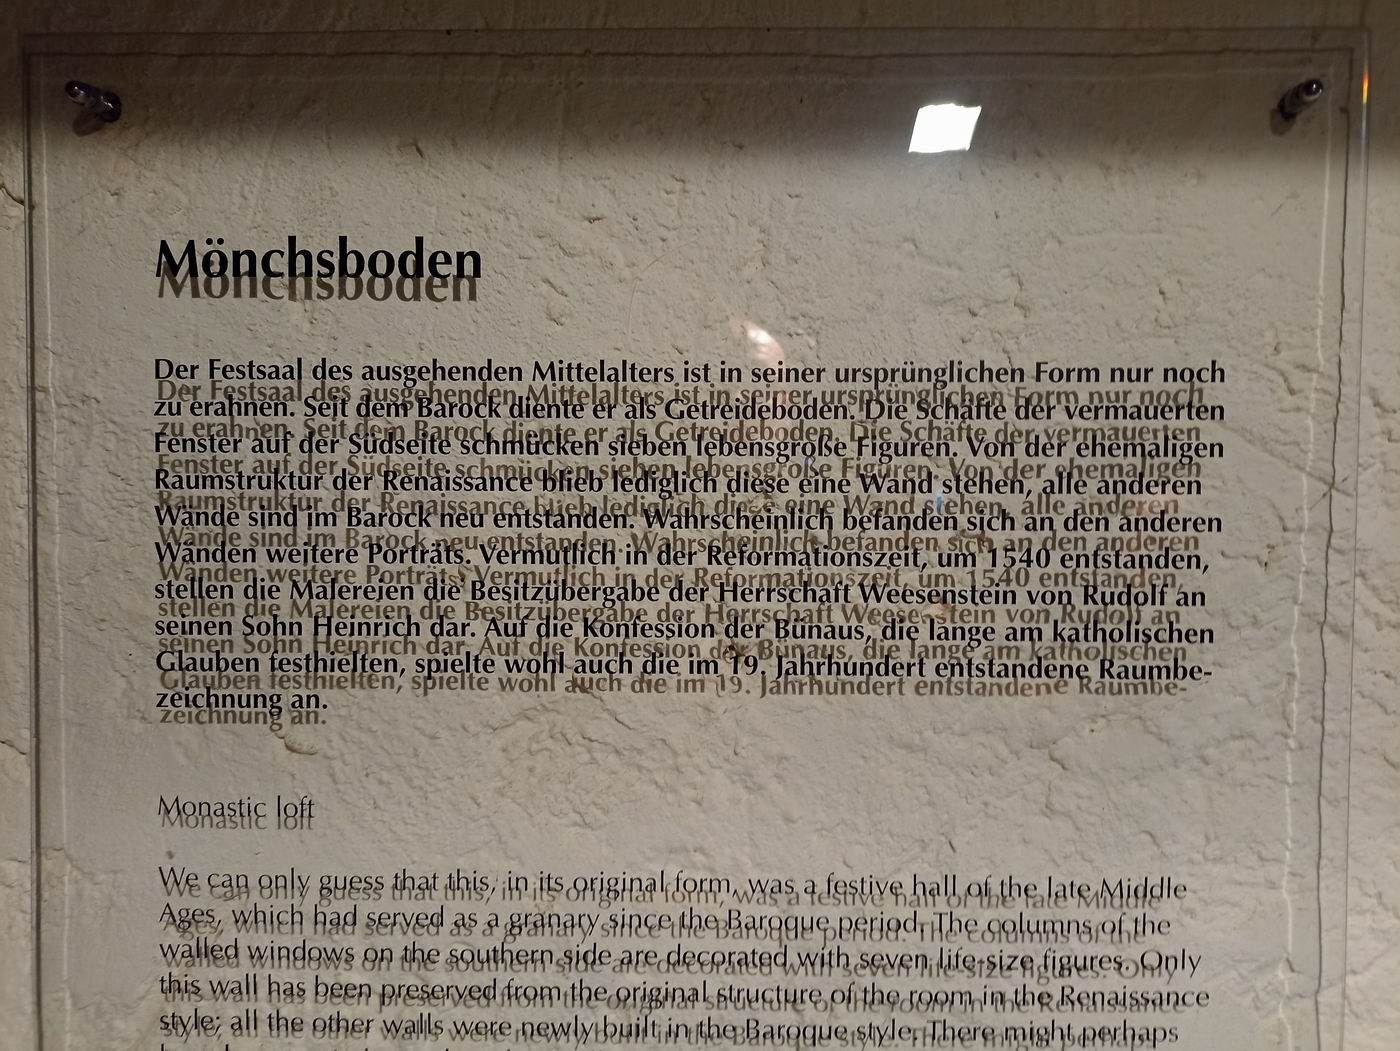 Mönchsboden
Der Festsaal des ausgehenden Mittelalters ist in seiner ursprünglichen Form nur noch
zu erahnen. Seit dem Barock diente er als Getreideboden. Die Schäfte der vermauerten
Fenster auf der Südseite schmücken sieben lebensgroße Figuren. Von der ehemaligen
Raumstruktur der Renaissance blieb lediglich diese eine Wand stehen, alle anderen
Wände sind im Barock neu entstanden. Wahrscheinlich befanden sich an den anderen
Wänden weitere Porträts. Vermutlich in der Reformationszeit, um 1540 entstanden,
stellen die Malereien die Besitzübergabe der Herrschaft Weesenstein von Rudolf an
seinen Sohn Heinrich dar. Auf die Konfession der Bünaus, die lange am katholischen
Glauben festhielten, spielte wohl auch die im 19. Jahrhundert entstandene Raumbe-
zeichnung an.
Monastic loft
We can only guess that this, in its original form, was a festive hall of the late Middle
Ages, which had served as a granary since the Baroque period. The columns of the
walled windows on the southern side are decorated with seven life-size figures. Only
this wall has been preserved from the original structure of the room in the Renaissance
style; all the other walls were newly built in the Baroque style. There might perhaps